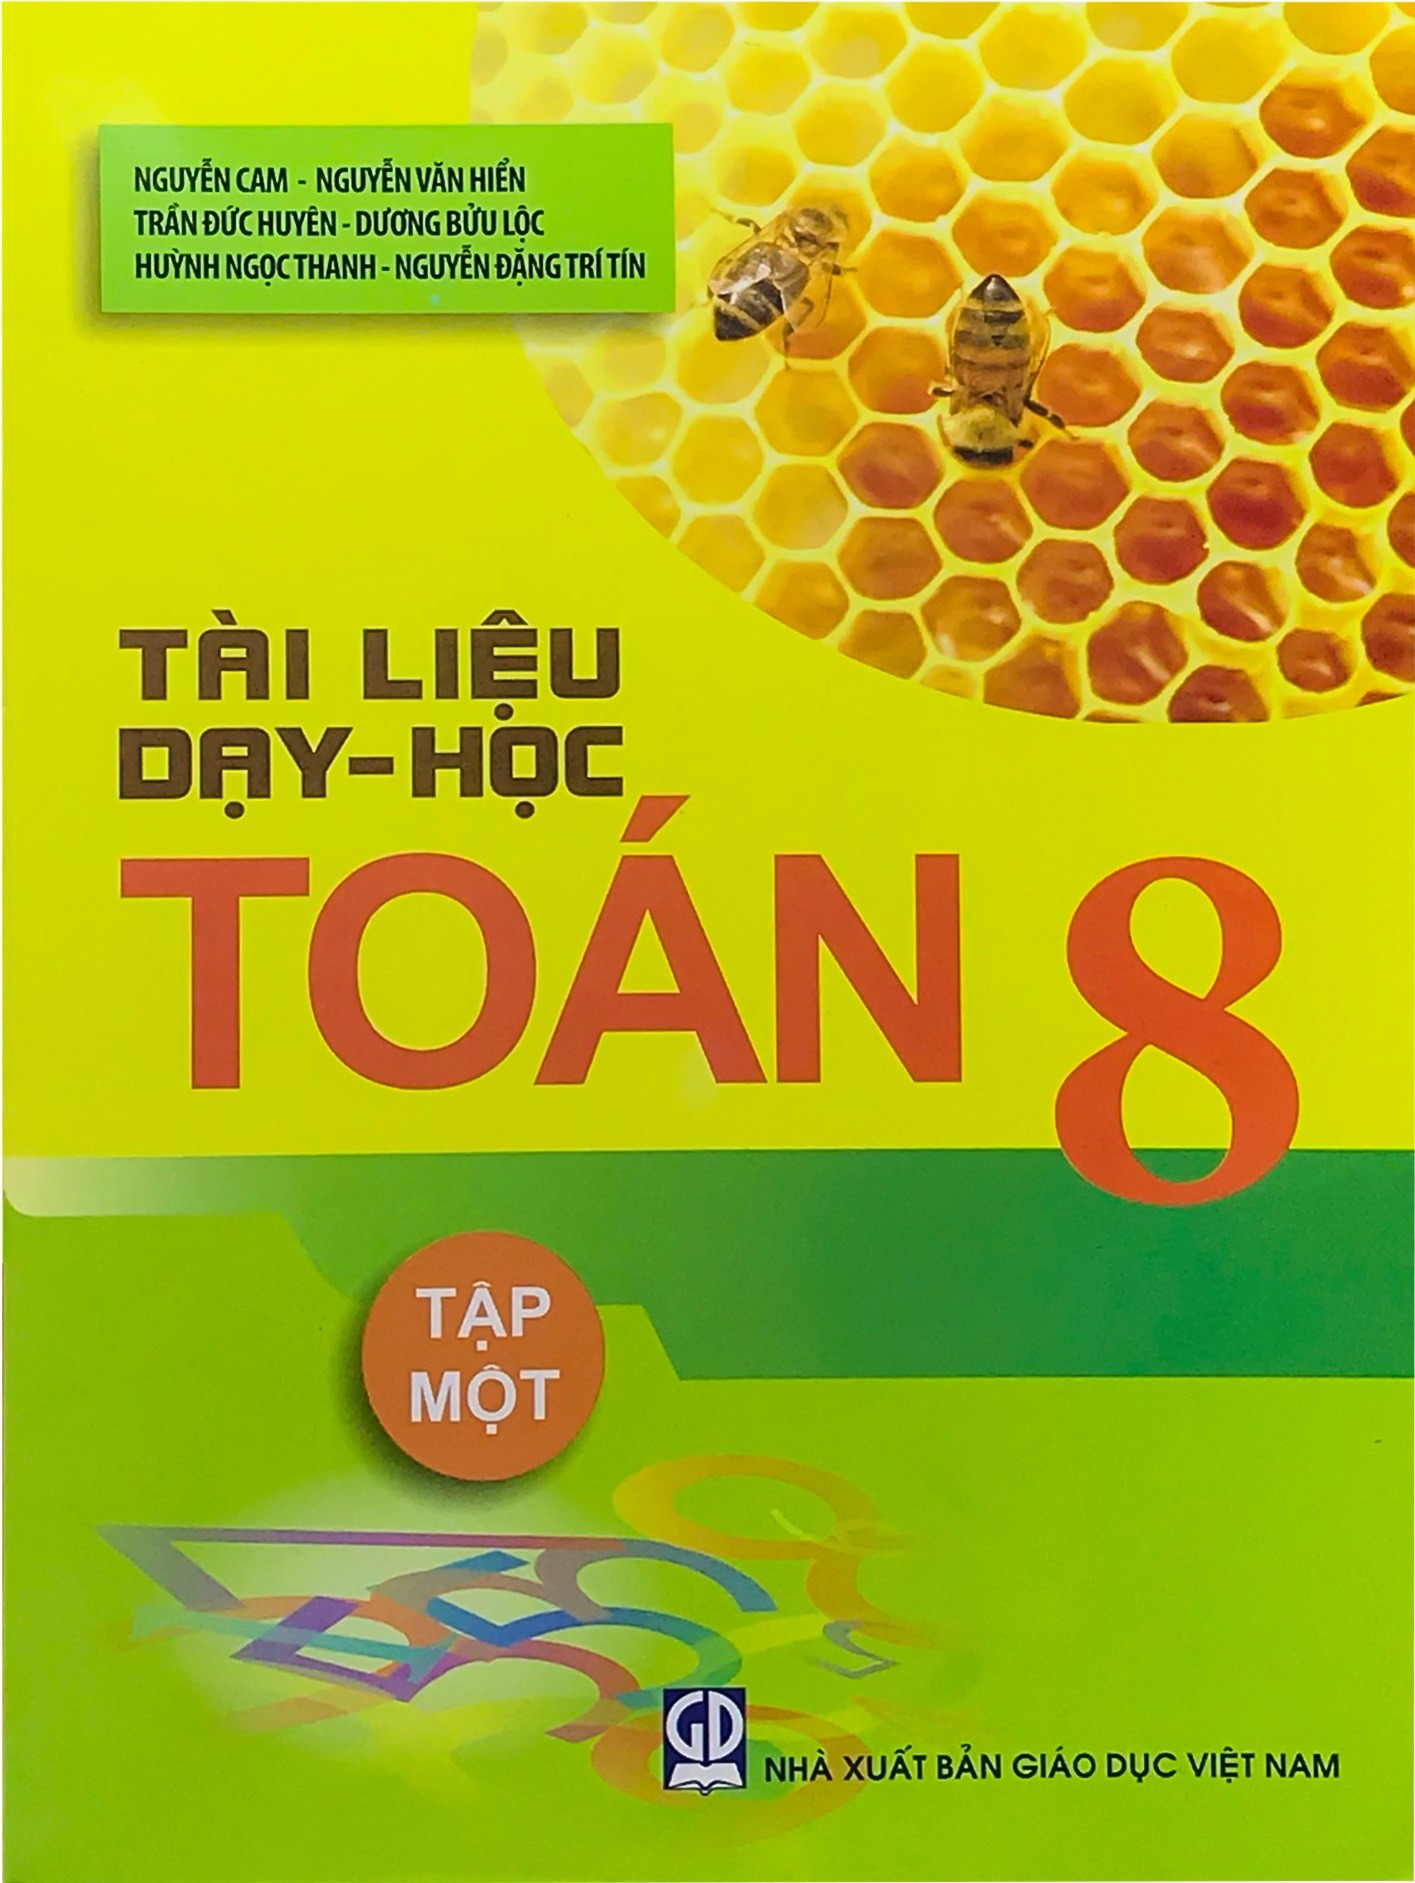 NGUYỄN CAM - NGUYỄN VĂN HIỂN
TRẦN ĐỨC HUYÊN - DƯƠNG BỬU LỘC
HUỲNH NGỌC THANH - NGUYỄN ĐẶNG TRÍ TÍN
TÀI LIỆU
DẠY-HỌC
TOÁN 8
TẬP
MỘT
GD
NHÀ XUẤT BẢN GIÁO DỤC VIỆT NAM